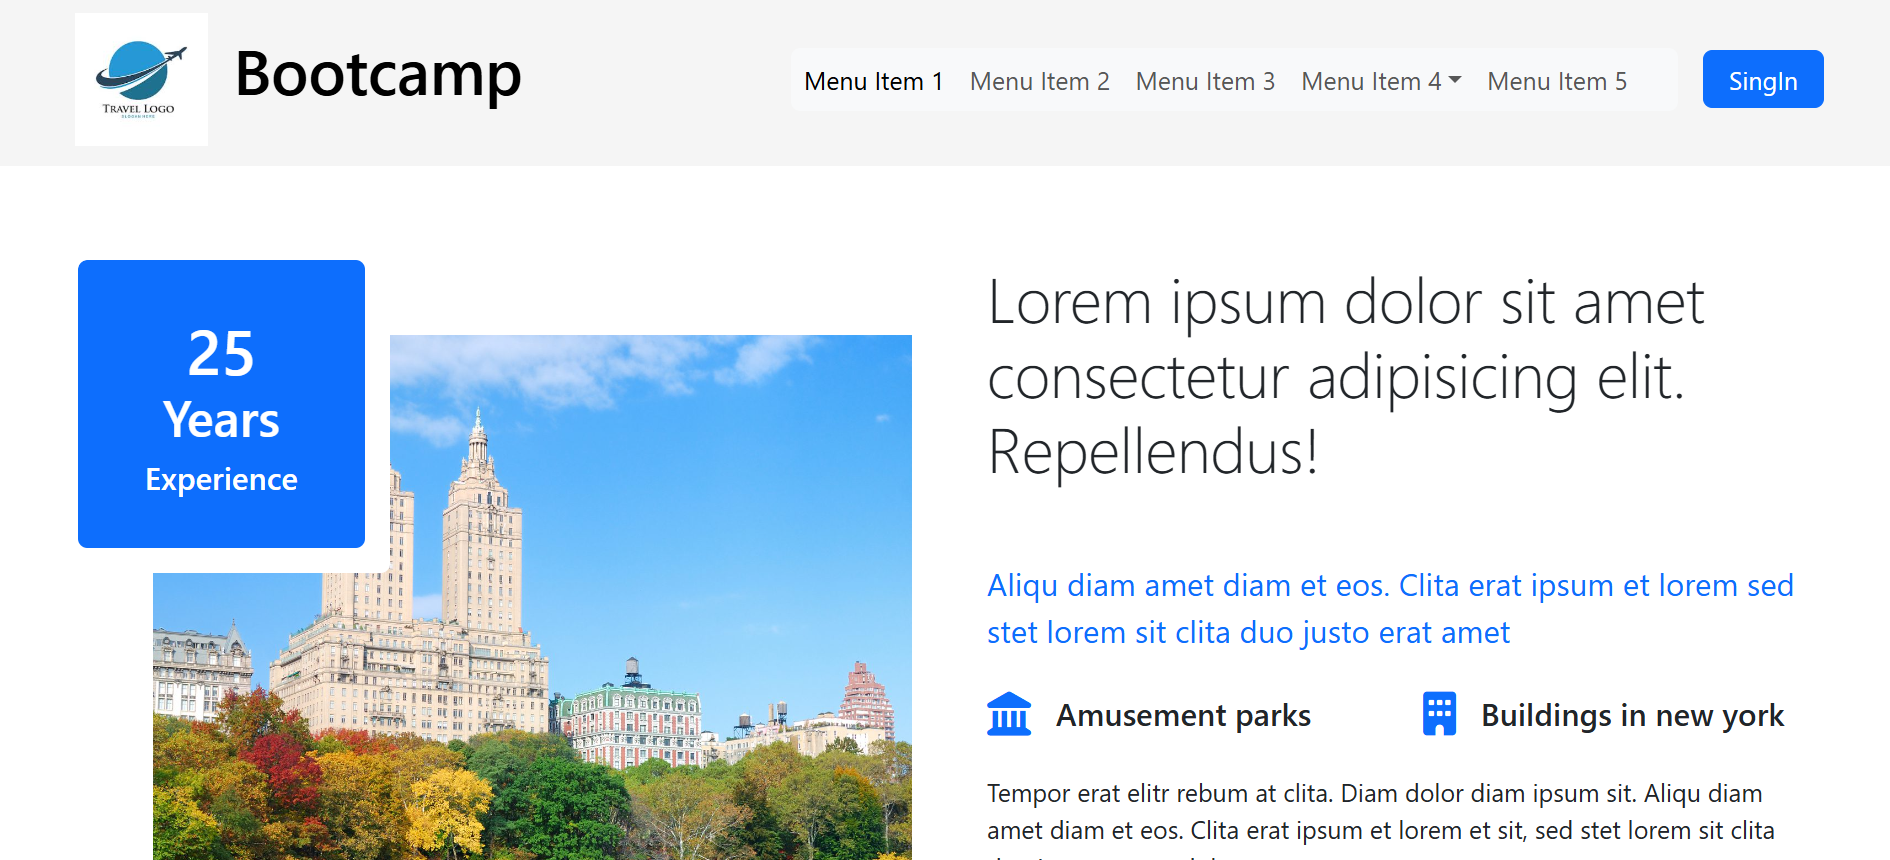 TRAVEL LOGO
SLOGAN HERE
Bootcamp
Menu Item 1
Menu Item 2
Menu Item 3
Menu Item 4
Menu Item 5
SingIn
25
Years
Experience
Lorem ipsum dolor sit amet
consectetur adipisicing elit.
Repellendus!
Aliqu diam amet diam et eos. Clita erat ipsum et lorem sed
stet lorem sit clita duo justo erat amet
Amusement parks
Buildings in new york
Tempor erat elitr rebum at clita. Diam dolor diam ipsum sit. Aliqu diam
amet diam et eos. Clita erat ipsum et lorem et sit, sed stet lorem sit clita